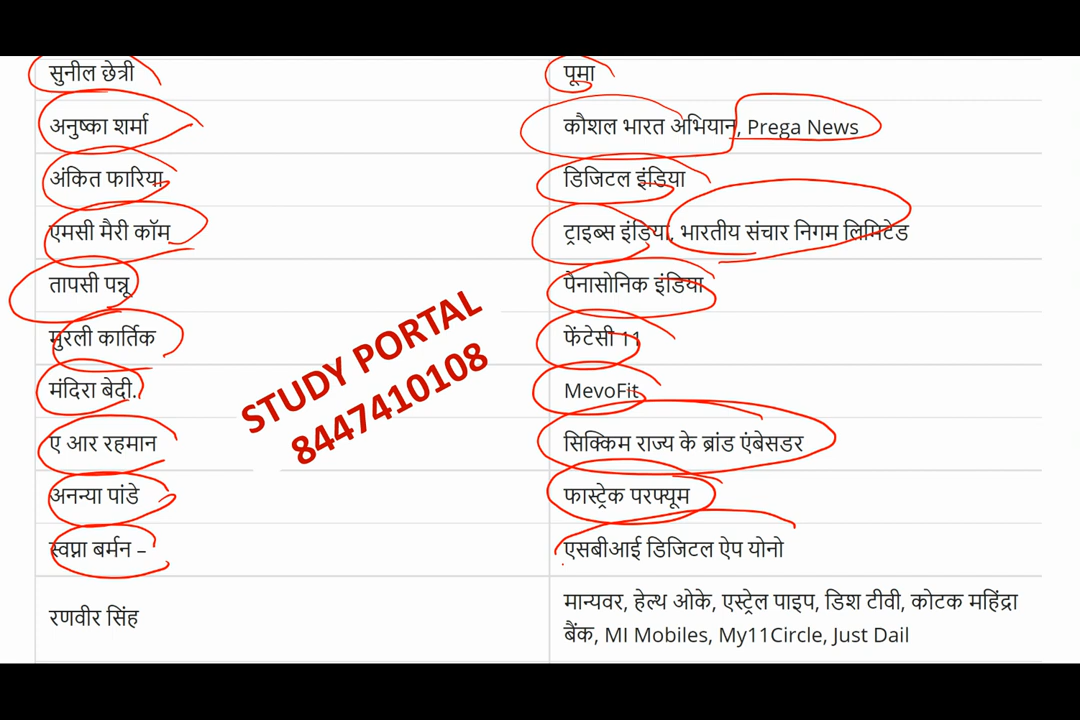 सुनील छेत्री पूमा
अनुष्का शर्मा कौशल भारत अभियान, Prega News
अंकित फारिया डिजिटल इंडिया
एमसी मैरी कॉम ट्राइब्स इंडिया, भारतीय संचार निगम लिमिटेड
तापसी पन्नू पैनासोनिक इंडिया
मुरली कार्तिक फेंटेसी 11
मंदिरा बेदी. MevoFit
ए आर रहमान सिक्किम राज्य के ब्रांड एंबेसडर
अनन्या पांडे फास्ट्रेक परफ्यूम
स्वप्ना बर्मन – एसबीआई डिजिटल ऐप योनो
रणवीर सिंह मान्यवर, हेल्थ ओके, एस्ट्रेल पाइप, डिश टीवी, कोटक महिंद्रा
बैंक, MI Mobiles, My11Circle, Just Dail
STUDY PORTAL
8447410108